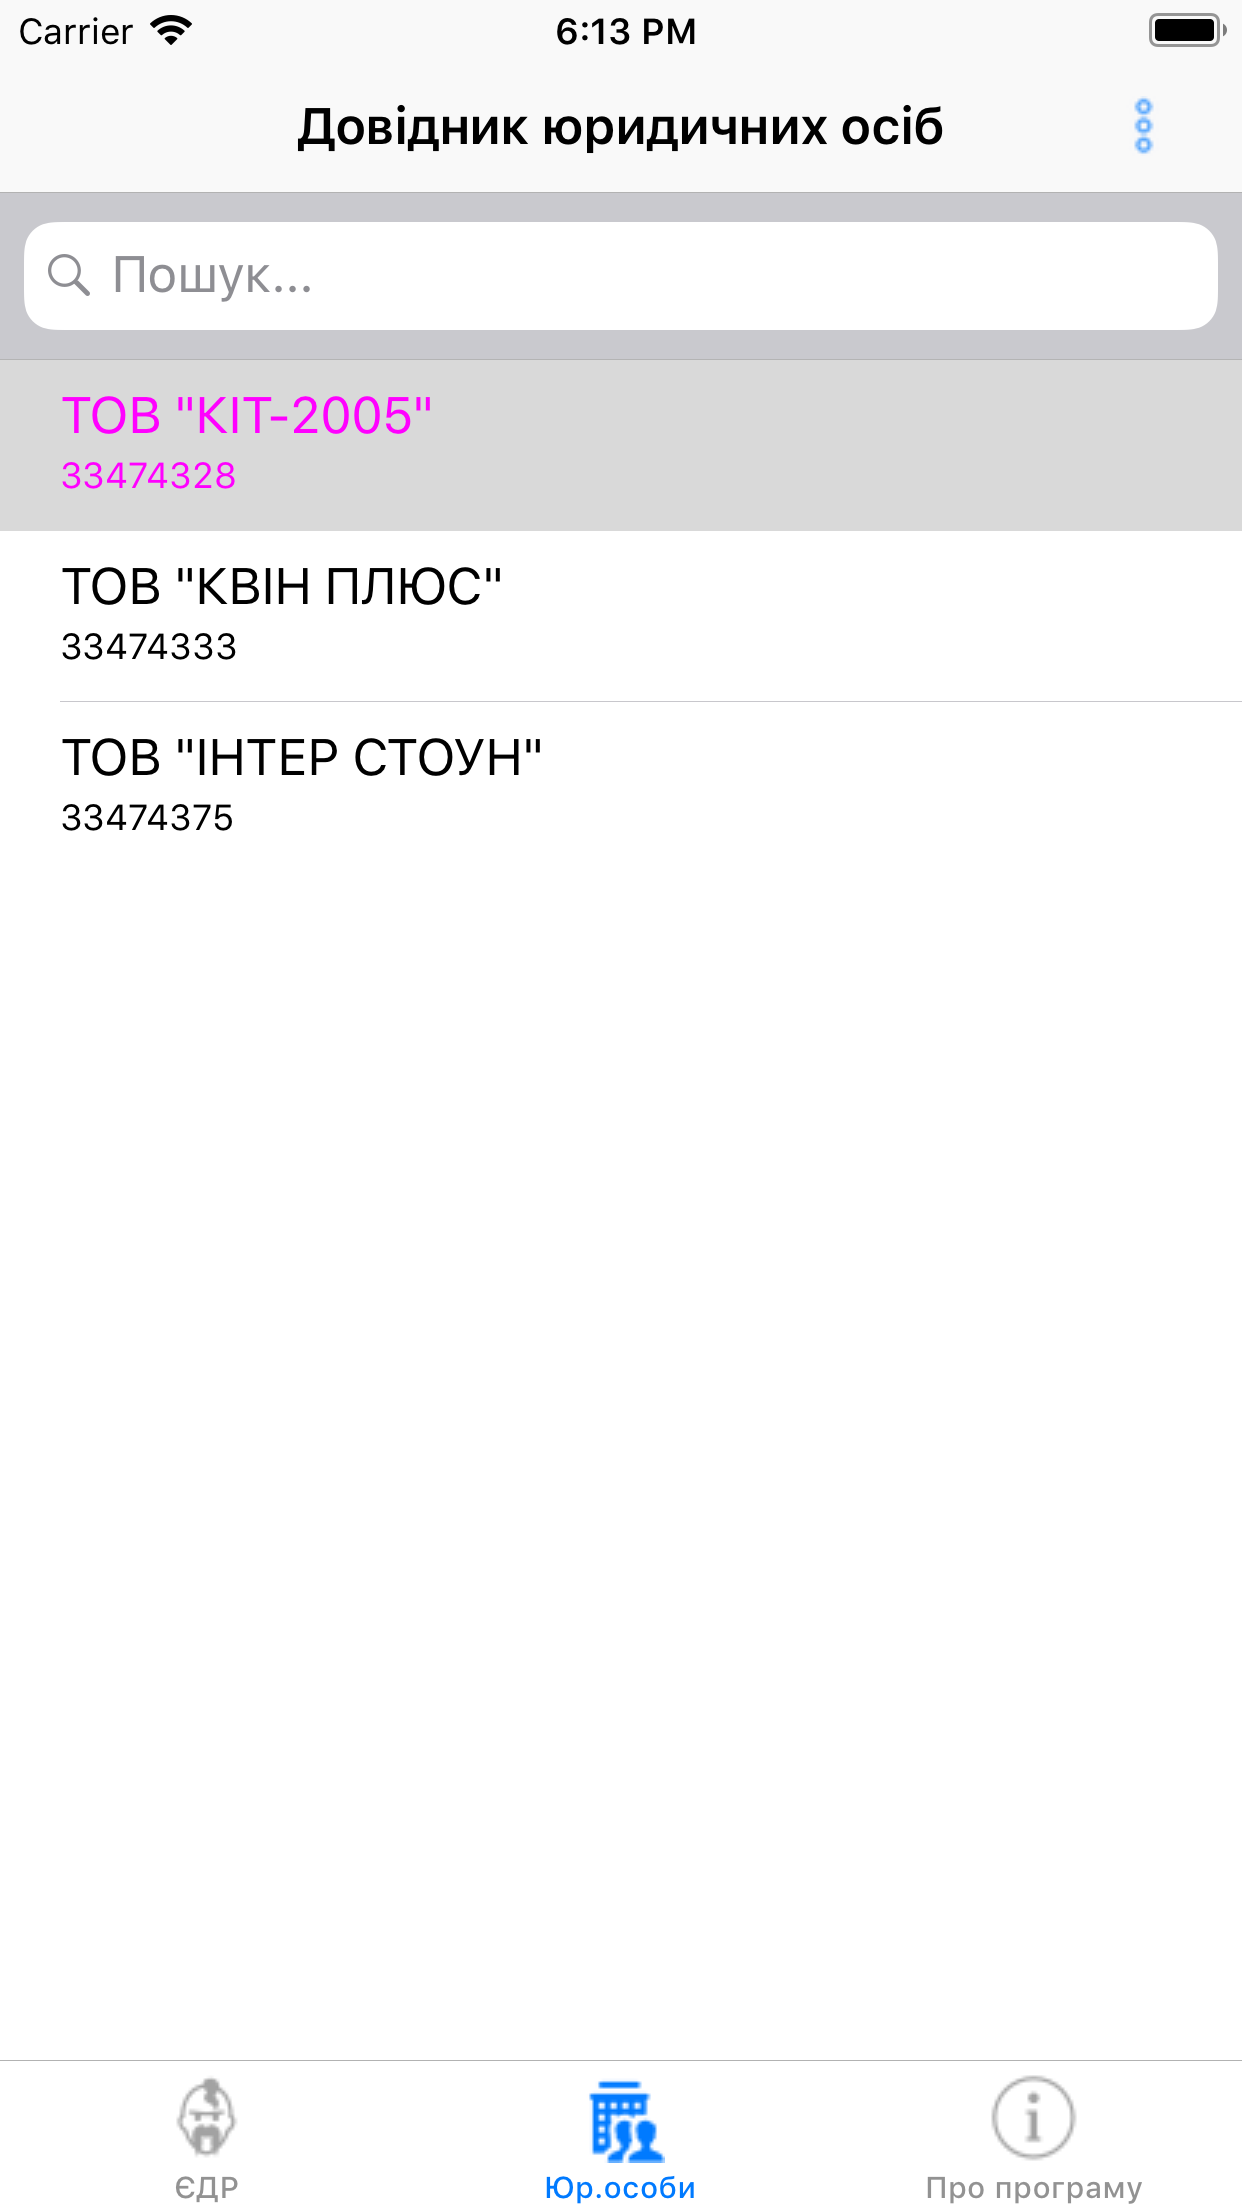 Carrier
6:13 PM
Довідник юридичних осіб
Пошук...
ТОВ "КІТ-2005"
33474328
ТОВ "КВІН ПЛЮС"
33474333
ТОВ "ІНТЕР СТОУН"
33474375
ЄДР
Юр.особи
Про програму